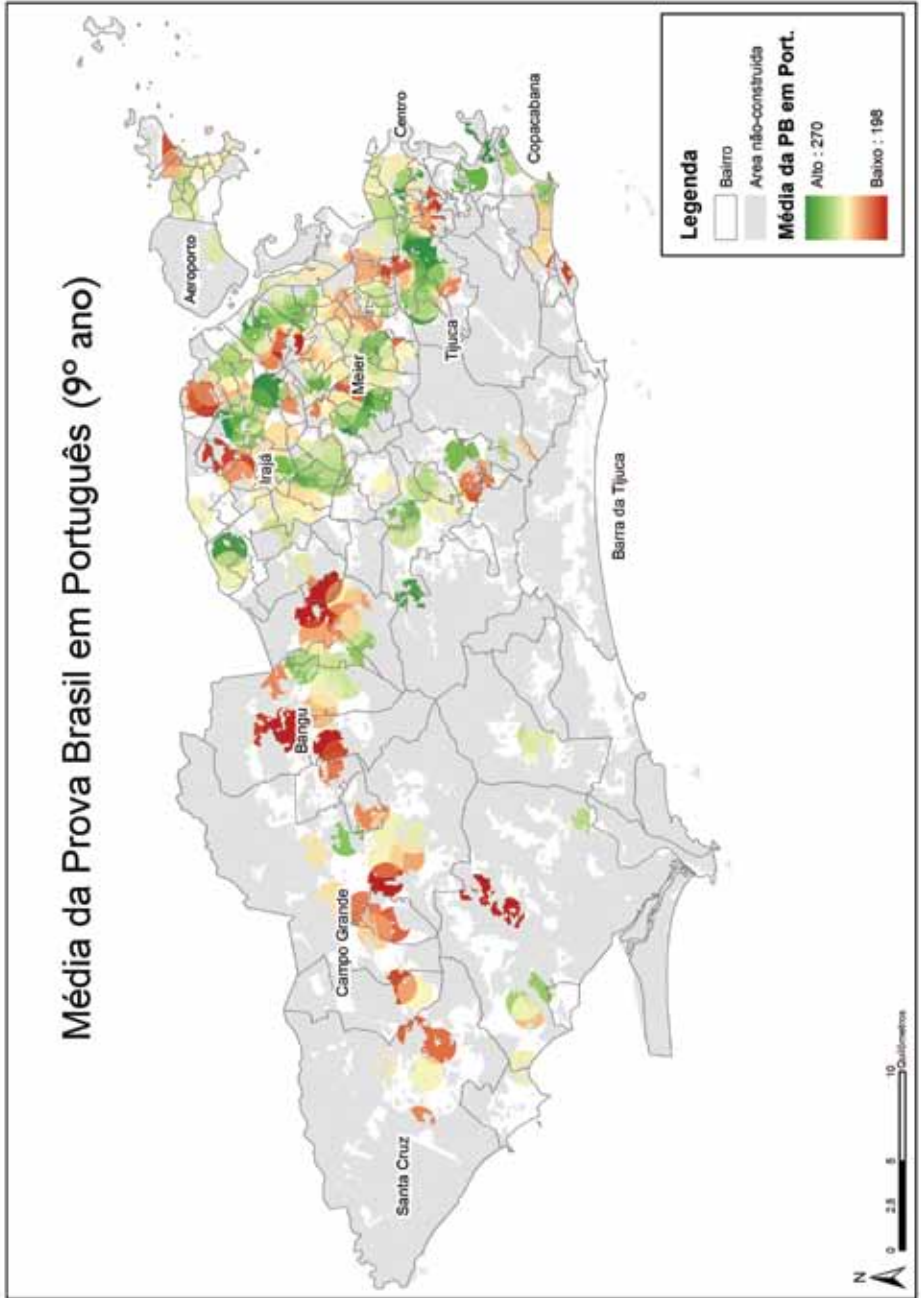 Média da Prova Brasil em Português (9º ano)
Aeroporto
Centro
Copacabana
Irajá
Meier
Tijuca
Bangu
Campo Grande
Santa Cruz
Barra da Tijuca
Legenda
Bairro
Área não-construída
Média da PB em Port.
Alto : 270
Baixo : 198
N
0 2,5 5 10
Quilômetros